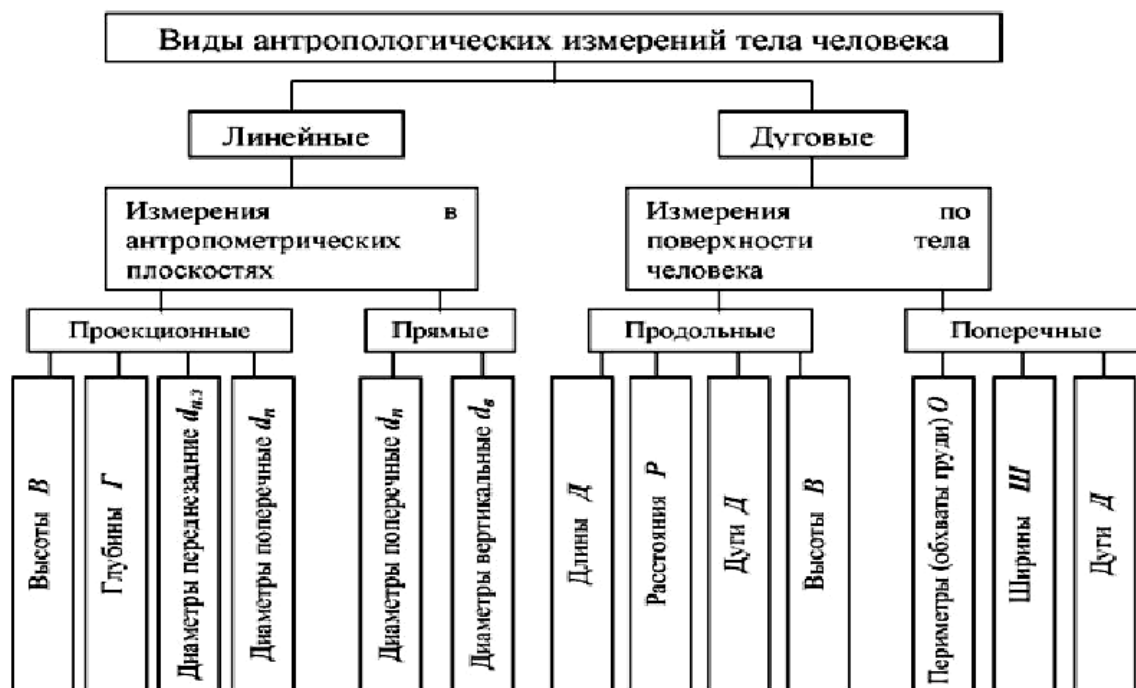 Виды антропологических измерений тела человека
Линейные
Дуговые
Измерения в
антропометрических
плоскостях
Измерения по
поверхности тела
человека
Проекционные
Прямые
Продольные
Поперечные
Высоты В
Глубины Г
Диаметры переднезадние dп.з
Диаметры поперечные dп
Диаметры поперечные dп
Диаметры вертикальные dв
Длины Д
Расстояния Р
Дуги Д
Высоты В
Периметры (обхваты груди) О
Ширины Ш
Дуги Д